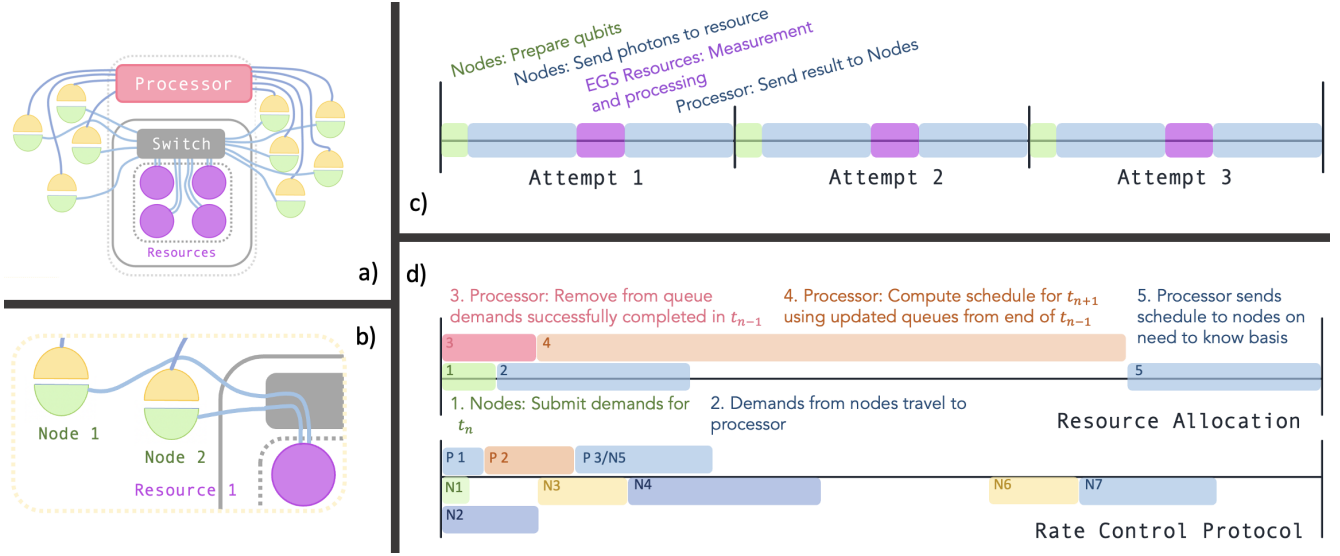 Processor
Switch
Resources
a)
b)
Node 1
Node 2
Resource 1
Nodes: Prepare qubits
Nodes: Send photons to resource
EGS Resources: Measurement
and processing
Processor: Send result to Nodes
Attempt 1
Attempt 2
Attempt 3
c)
d)
3. Processor: Remove from queue
demands successfully completed in tₙ₋₁
4. Processor: Compute schedule for tₙ₊₁
using updated queues from end of tₙ₋₁
5. Processor sends
schedule to nodes on
need to know basis
3
4
1
2
5
1. Nodes: Submit demands for
tₙ
2. Demands from nodes travel to
processor
Resource Allocation
P 1
P 2
P 3/N5
N1
N3
N4
N6
N7
N2
Rate Control Protocol